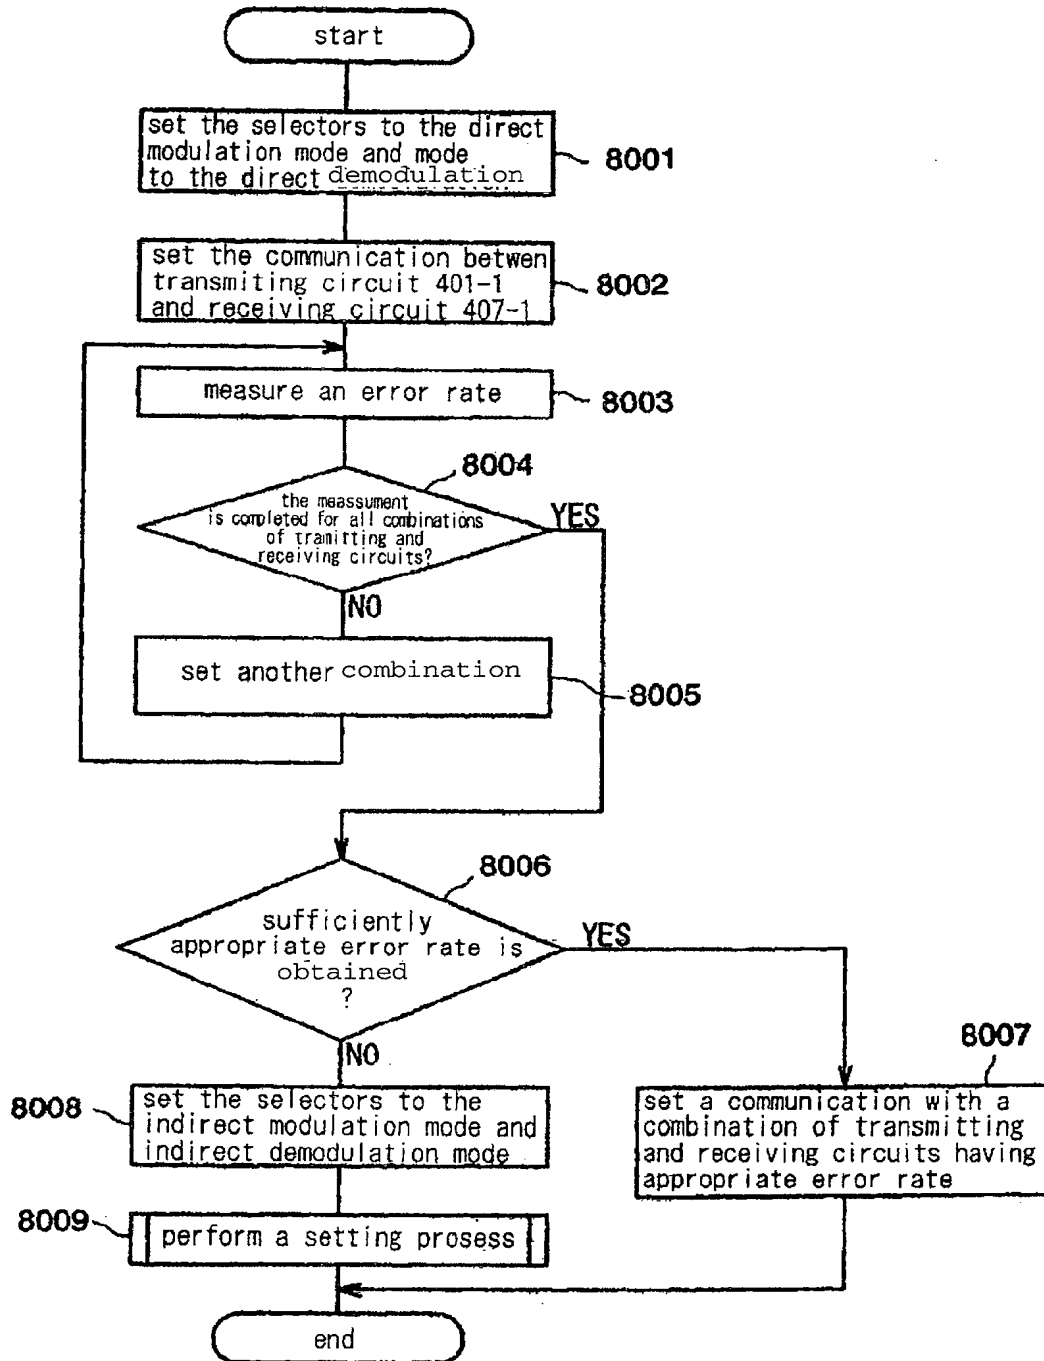 start
set the selectors to the direct
modulation mode and mode
to the direct demodulation
8001
set the communication betwen
transmiting circuit 401-1
and receiving circuit 407-1
8002
measure an error rate
8003
8004
the meassument
is completed for all combinations
of tramitting and
receiving circuits?
YES
NO
set another combination
8005
8006
sufficiently
appropriate error rate is
obtained
?
YES
NO
8007
set a communication with a
combination of transmitting
and receiving circuits having
appropriate error rate
8008
set the selectors to the
indirect modulation mode and
indirect demodulation mode
8009
perform a setting prosess
end